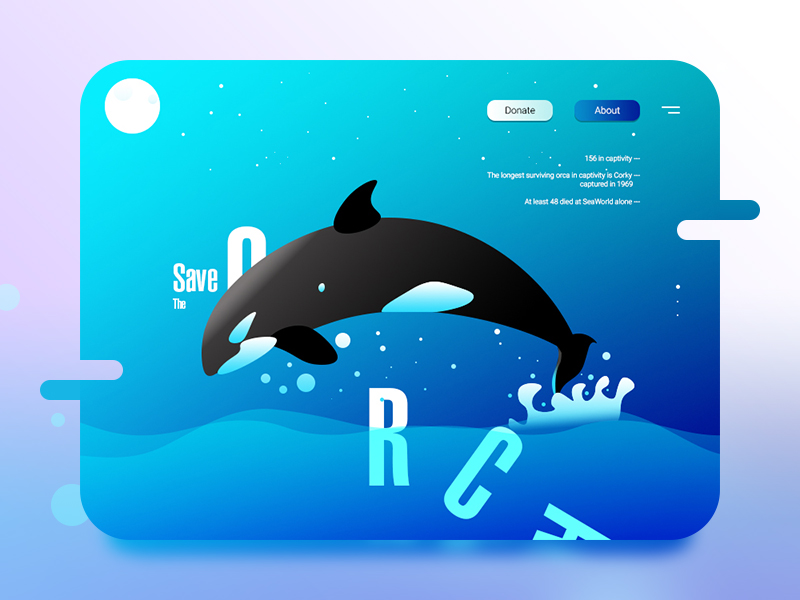 Donate
About
156 in captivity —
The longest surviving orca in captivity is Corky —
captured in 1969
At least 48 died at SeaWorld alone —
Save
The
O
R
C
A